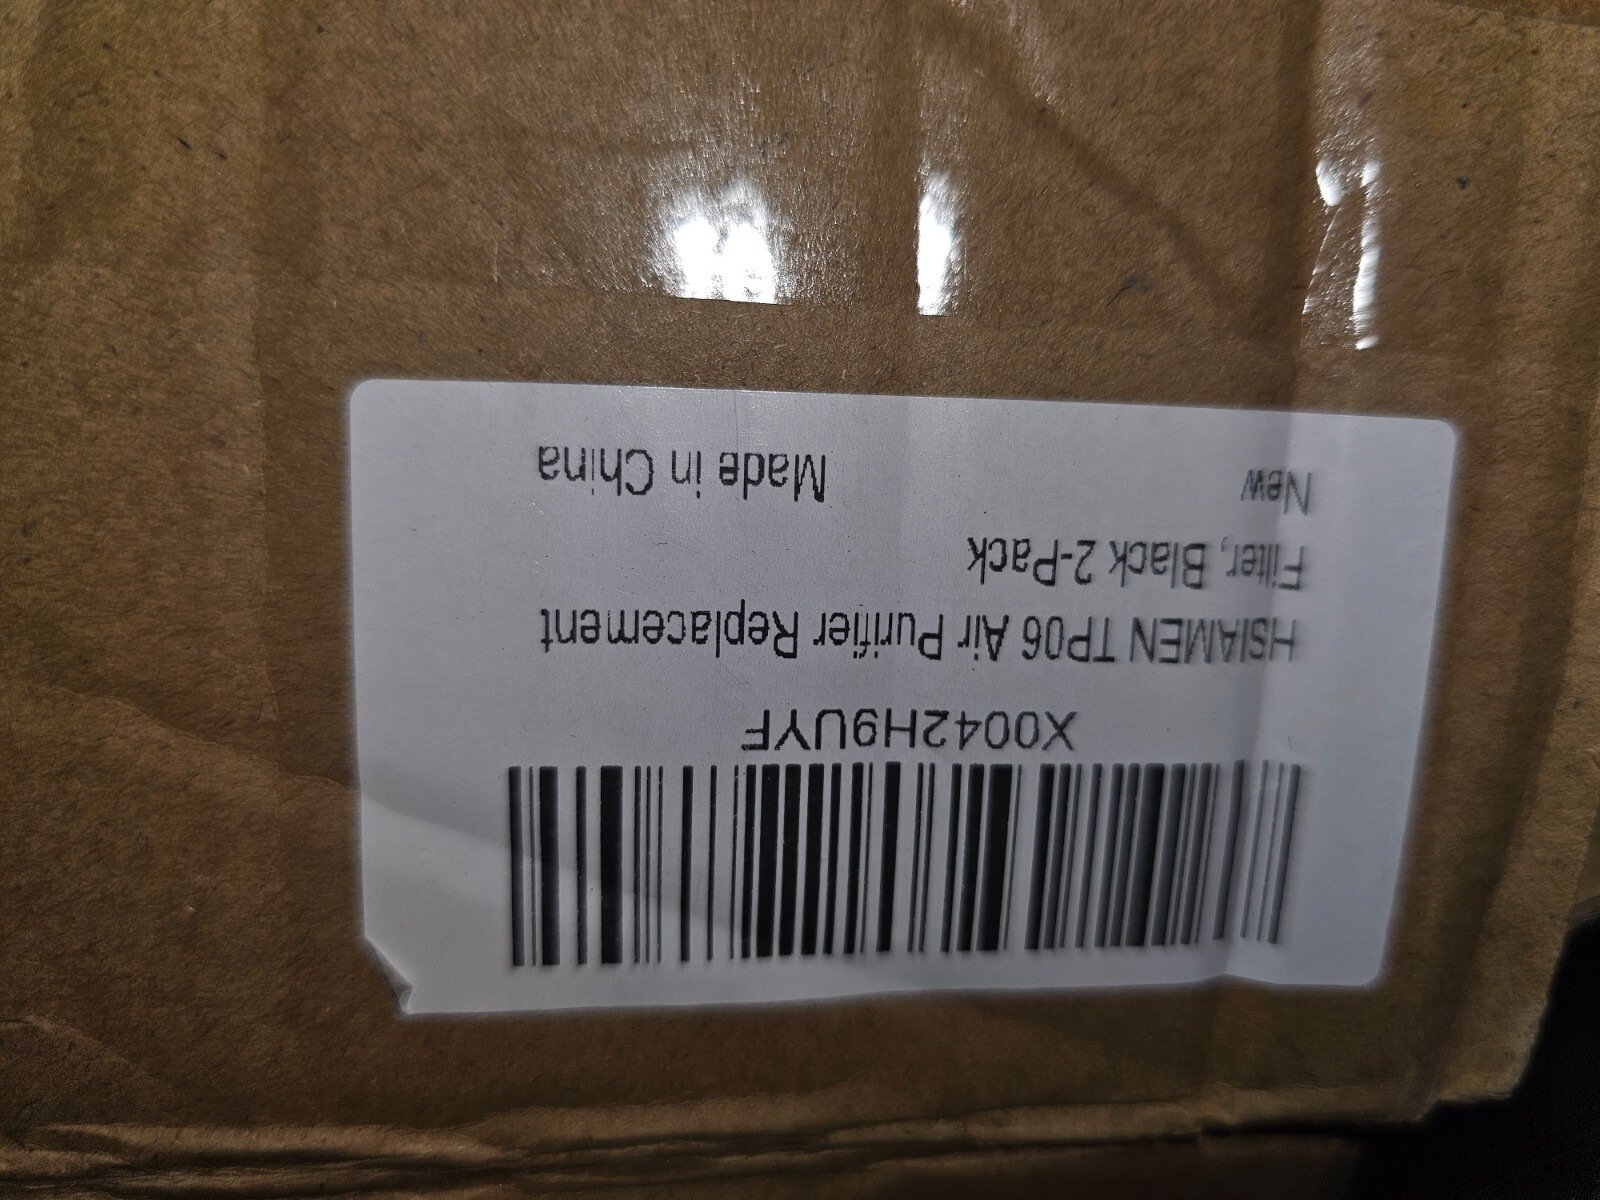 X0042H9UYF
HSIAMEN TP06 Air Purifier Replacement
Filter, Black 2-Pack
New Made in China